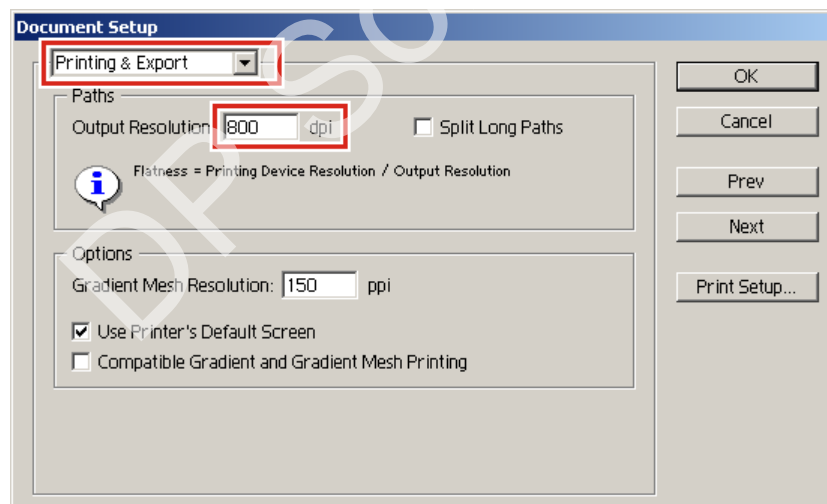 Document Setup
Printing & Export
OK
Paths
Output Resolution: 800 dpi
Split Long Paths
Cancel
Flatness = Printing Device Resolution / Output Resolution
Prev
Next
Options
Gradient Mesh Resolution: 150 ppi
Print Setup...
Use Printer's Default Screen
Compatible Gradient and Gradient Mesh Printing